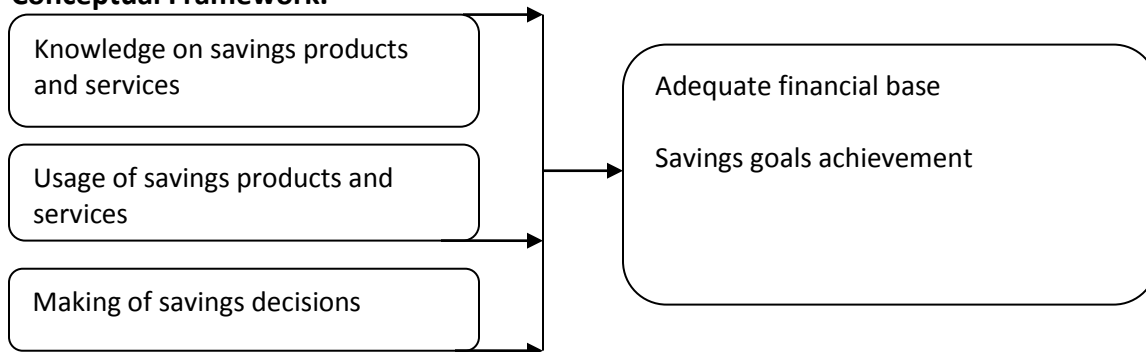 Conceptual Framework:
Knowledge on savings products
and services
Usage of savings products and
services
Making of savings decisions
Adequate financial base
Savings goals achievement